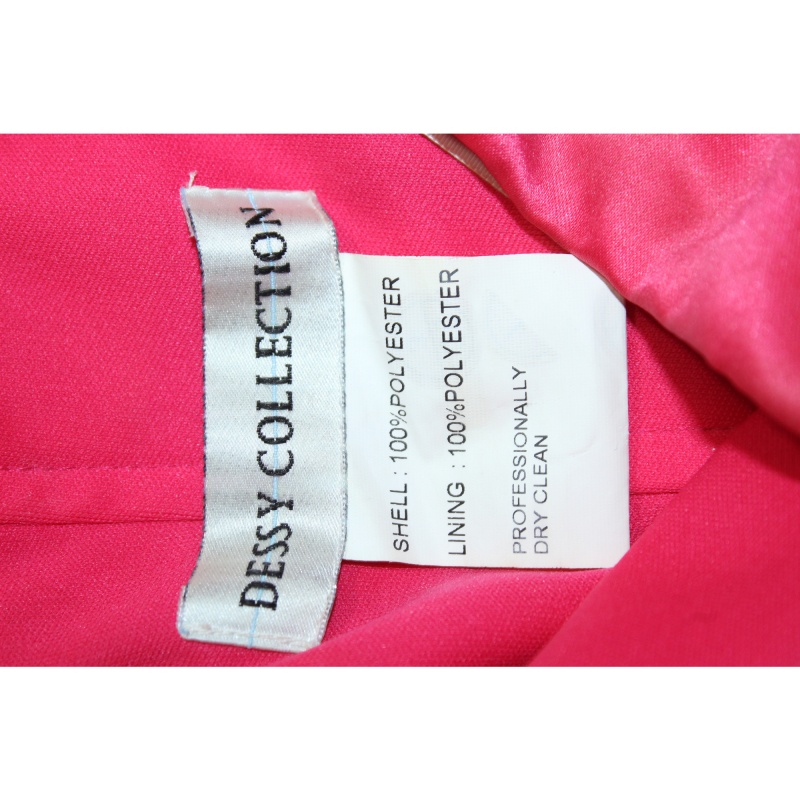 DESSY COLLECTION
SHELL : 100%POLYESTER
LINING : 100%POLYESTER
PROFESSIONALLY
DRY CLEAN